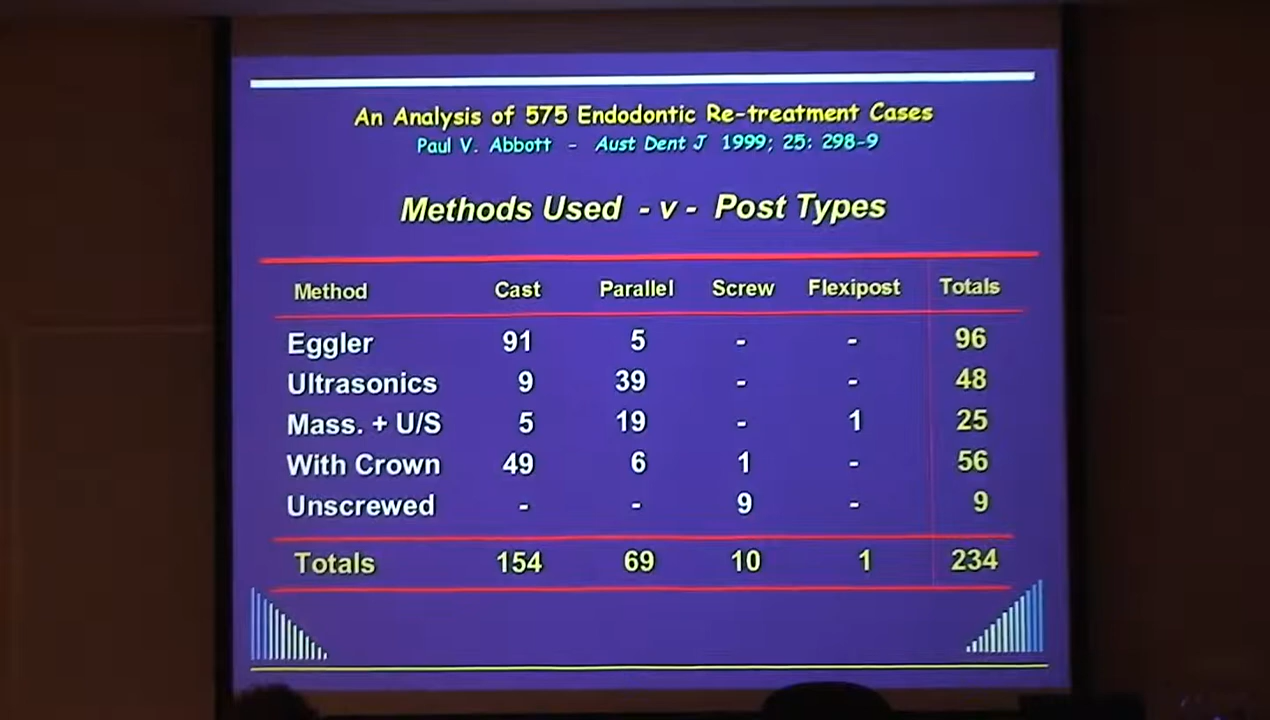 An Analysis of 575 Endodontic Re-treatment Cases
Paul V. Abbott - Aust Dent J 1999; 25: 298-9
Methods Used - v - Post Types
Method Cast Parallel Screw Flexipost Totals
Eggler 91 5 - - 96
Ultrasonics 9 39 - - 48
Mass. + U/S 5 19 - 1 25
With Crown 49 6 1 - 56
Unscrewed - - 9 - 9
Totals 154 69 10 1 234